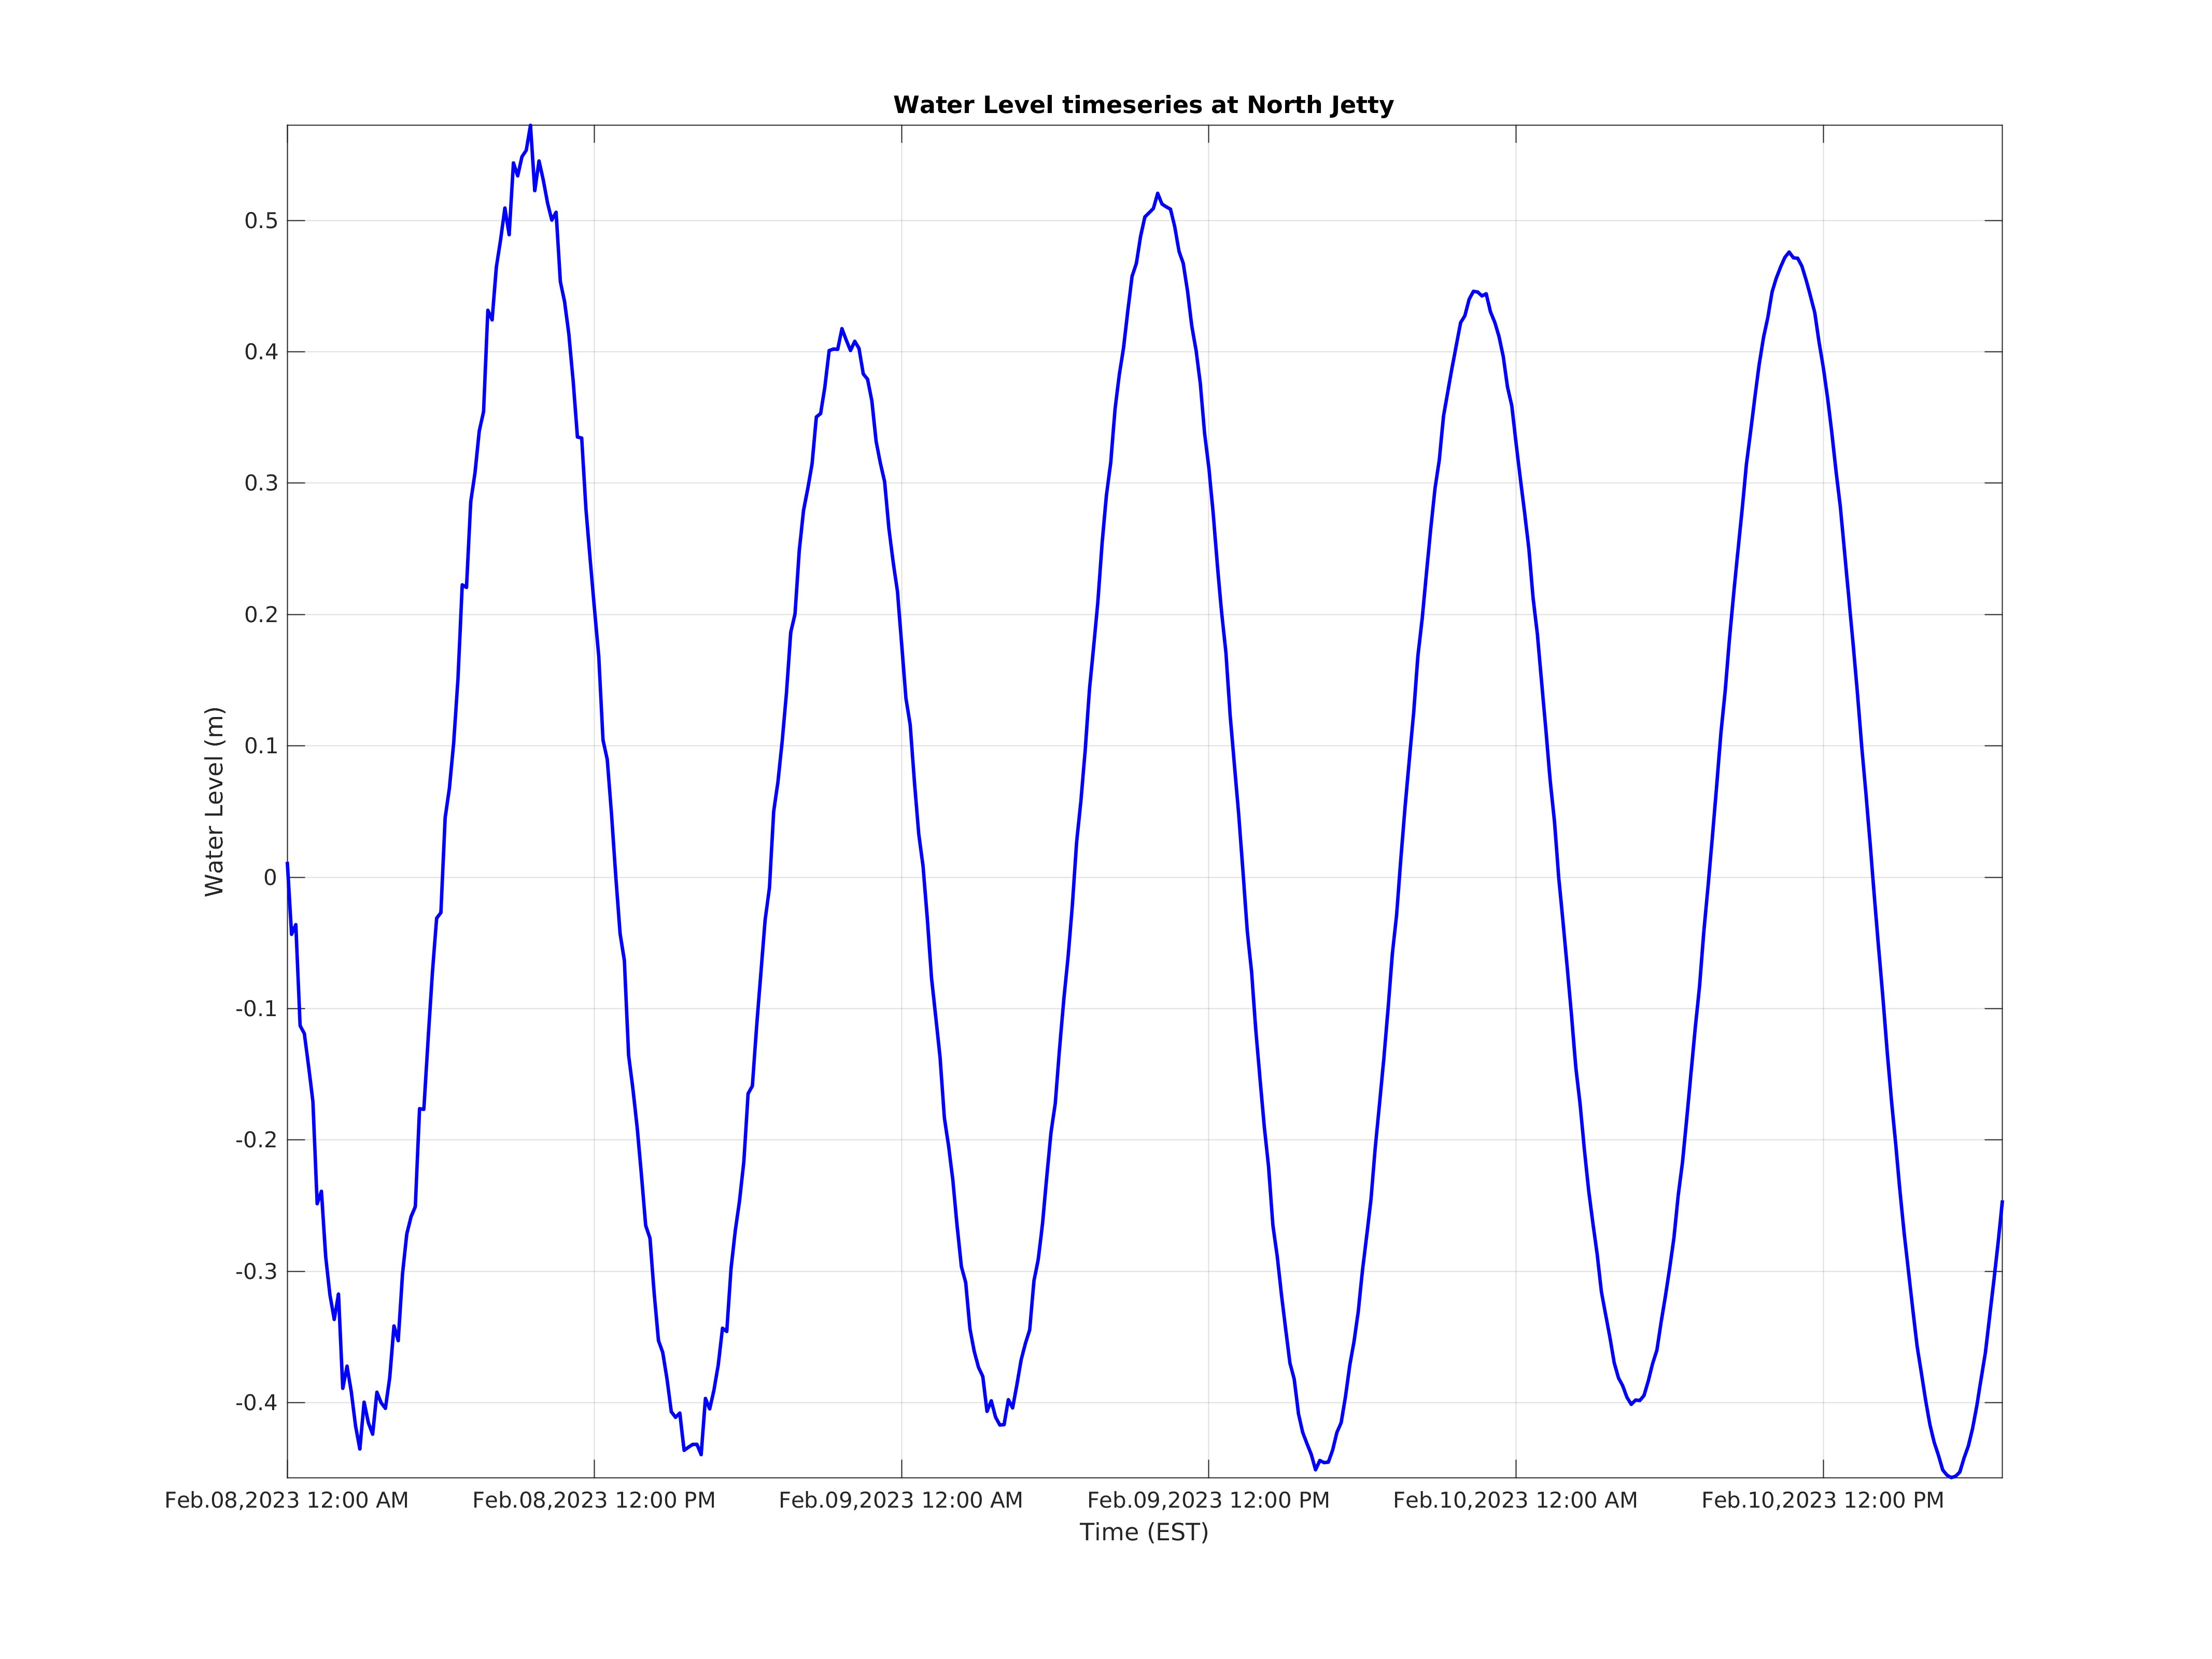 Water Level timeseries at North Jetty
0.5
0.4
0.3
0.2
0.1
0
-0.1
-0.2
-0.3
-0.4
Water Level (m)
Feb.08,2023 12:00 AM
Feb.08,2023 12:00 PM
Feb.09,2023 12:00 AM
Feb.09,2023 12:00 PM
Feb.10,2023 12:00 AM
Feb.10,2023 12:00 PM
Time (EST)